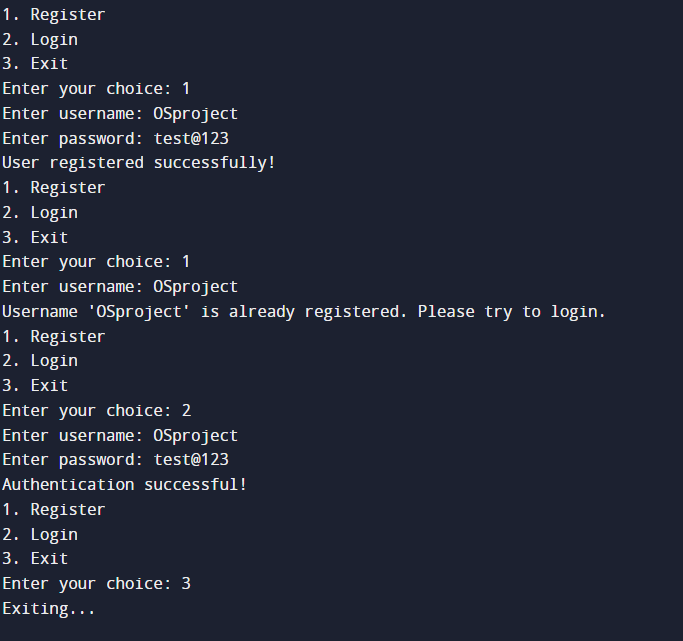 1. Register
2. Login
3. Exit
Enter your choice: 1
Enter username: OSproject
Enter password: test@123
User registered successfully!
1. Register
2. Login
3. Exit
Enter your choice: 1
Enter username: OSproject
Username 'OSproject' is already registered. Please try to login.
1. Register
2. Login
3. Exit
Enter your choice: 2
Enter username: OSproject
Enter password: test@123
Authentication successful!
1. Register
2. Login
3. Exit
Enter your choice: 3
Exiting...